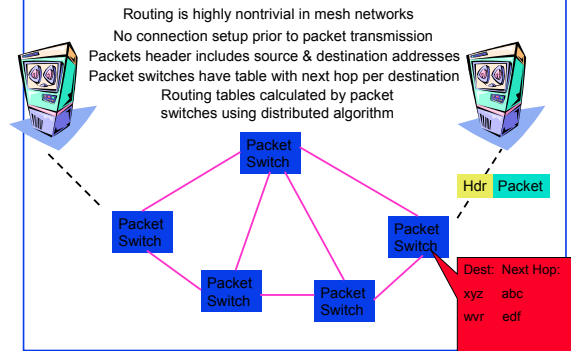 Routing is highly nontrivial in mesh networks
No connection setup prior to packet transmission
Packets header includes source & destination addresses
Packet switches have table with next hop per destination
Routing tables calculated by packet
switches using distributed algorithm
Packet
Switch
Hdr Packet
Packet
Switch
Packet
Switch
Packet
Switch
Packet
Switch
Dest: Next Hop:
xyz abc
wvr edf